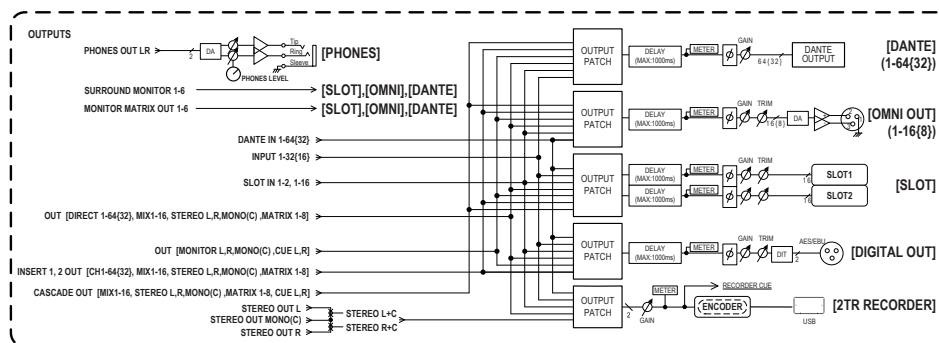 OUTPUTS
PHONES OUT LR
2
DA
Tip
Ring
Sleeve
PHONES LEVEL
[PHONES]
SURROUND MONITOR 1-6
[SLOT],[OMNI],[DANTE]
MONITOR MATRIX OUT 1-6
[SLOT],[OMNI],[DANTE]
DANTE IN 1-64{32}
INPUT 1-32{16}
SLOT IN 1-2, 1-16
OUT [DIRECT 1-64{32}, MIX1-16, STEREO L,R,MONO(C) ,MATRIX 1-8]
OUT [MONITOR L,R,MONO(C) ,CUE L,R]
INSERT 1, 2 OUT [CH1-64{32}, MIX1-16, STEREO L,R,MONO(C) ,MATRIX 1-8]
CASCADE OUT [MIX1-16, STEREO L,R,MONO(C) ,MATRIX 1-8, CUE L,R]
STEREO OUT L
STEREO OUT MONO(C)
STEREO OUT R
STEREO L+C
STEREO R+C
OUTPUT PATCH
DELAY (MAX:1000ms)
METER
ϕ
GAIN
64{32}
DANTE OUTPUT
[DANTE] (1-64{32})
OUTPUT PATCH
DELAY (MAX:1000ms)
METER
ϕ
GAIN TRIM
16{8}
DA
2
3
1
[OMNI OUT] (1-16{8})
OUTPUT PATCH
DELAY (MAX:1000ms)
METER
ϕ
GAIN TRIM
16
SLOT1
DELAY (MAX:1000ms)
METER
ϕ
16
SLOT2
[SLOT]
OUTPUT PATCH
DELAY (MAX:1000ms)
METER
ϕ
GAIN TRIM
DIT
2
AES/EBU
[DIGITAL OUT]
OUTPUT PATCH
2
GAIN
METER
RECORDER CUE
ENCODER
USB
[2TR RECORDER]